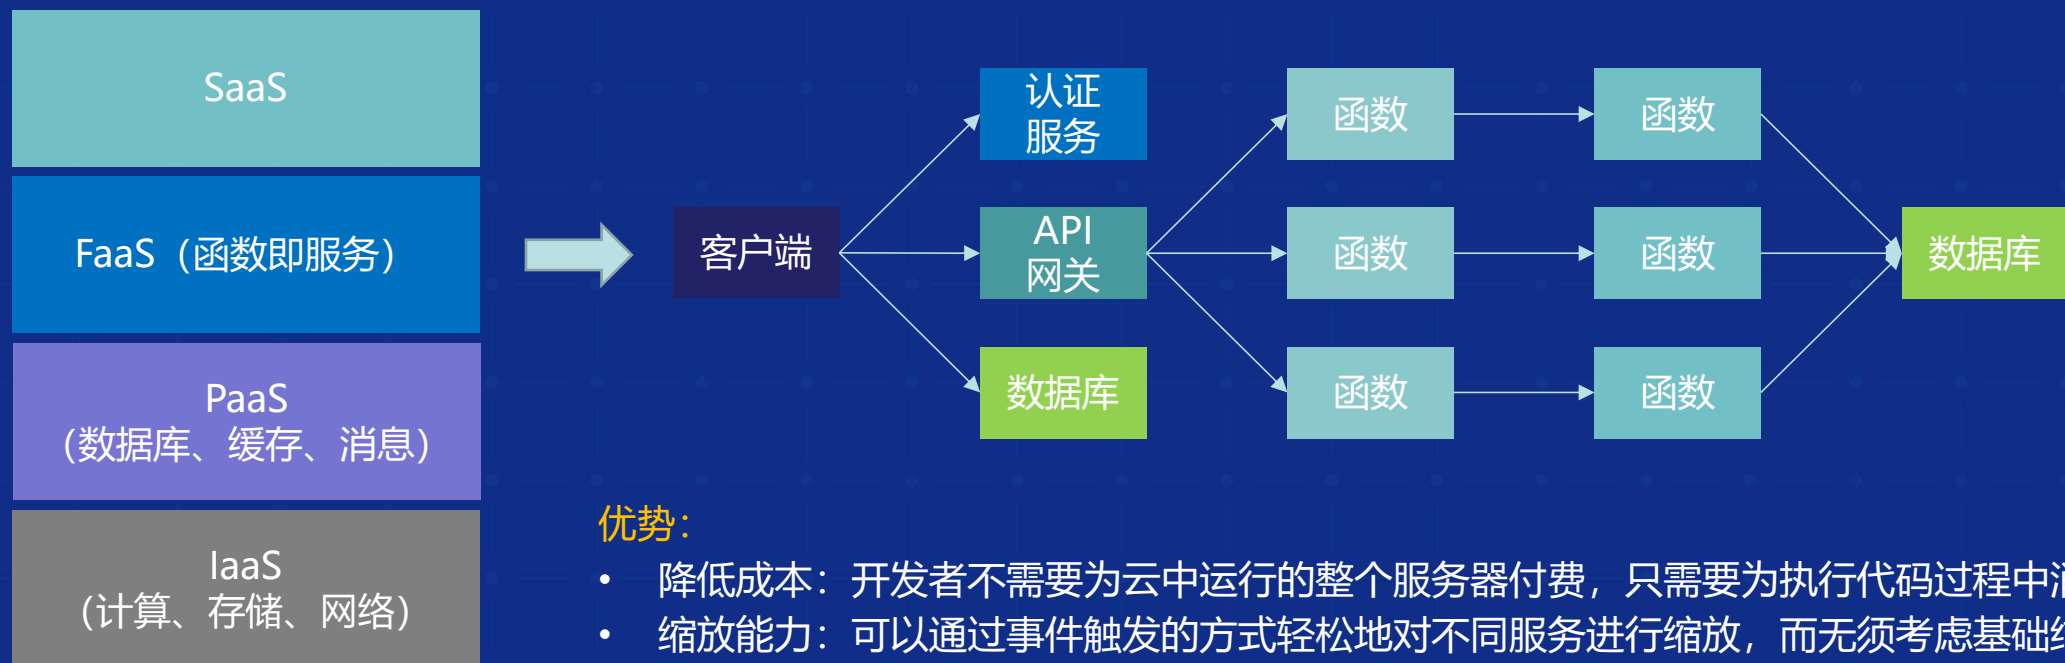 SaaS
FaaS（函数即服务）
PaaS
（数据库、缓存、消息）
IaaS
（计算、存储、网络）
客户端
认证
服务
API
网关
数据库
函数
函数
函数
函数
函数
函数
数据库
优势：
• 降低成本：开发者不需要为云中运行的整个服务器付费，只需要为执行代码过程中
• 缩放能力：可以通过事件触发的方式轻松地对不同服务进行缩放，而无须考虑基础